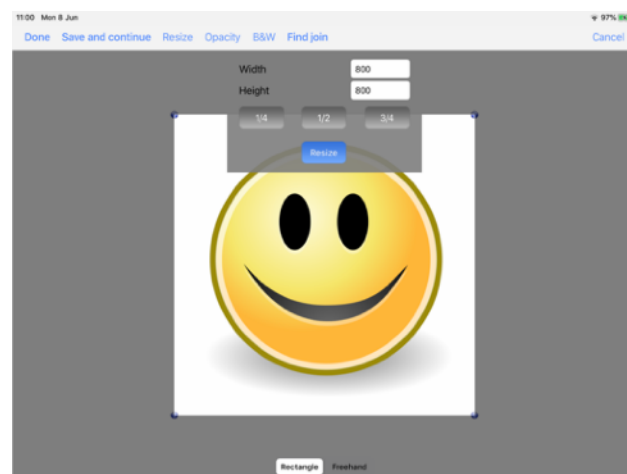 11:00 Mon 8 Jun 97%
Done Save and continue Resize Opacity B&W Find join Cancel
Width 800
Height 800
1/4 1/2 3/4
Resize
Rectangle Freehand